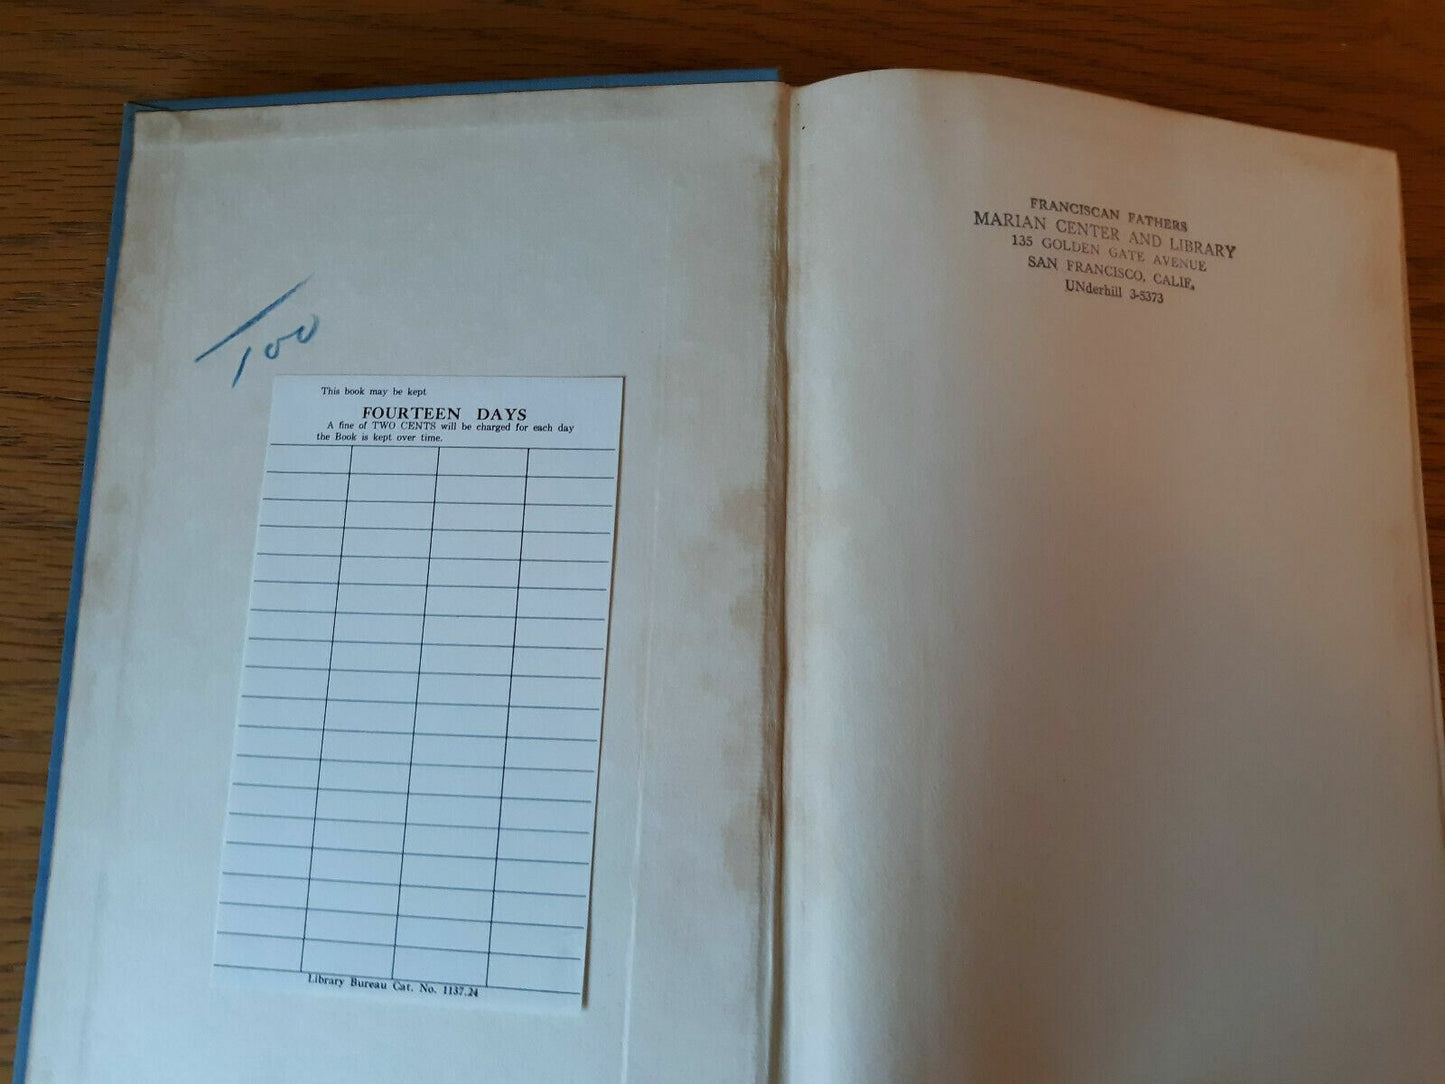 100
This book may be kept
FOURTEEN DAYS
A fine of TWO CENTS will be charged for each day
the Book is kept over time.
Library Bureau Cat. No. 1137.24
FRANCISCAN FATHERS
MARIAN CENTER AND LIBRARY
135 GOLDEN GATE AVENUE
SAN FRANCISCO, CALIF.
UNderhill 3-5373